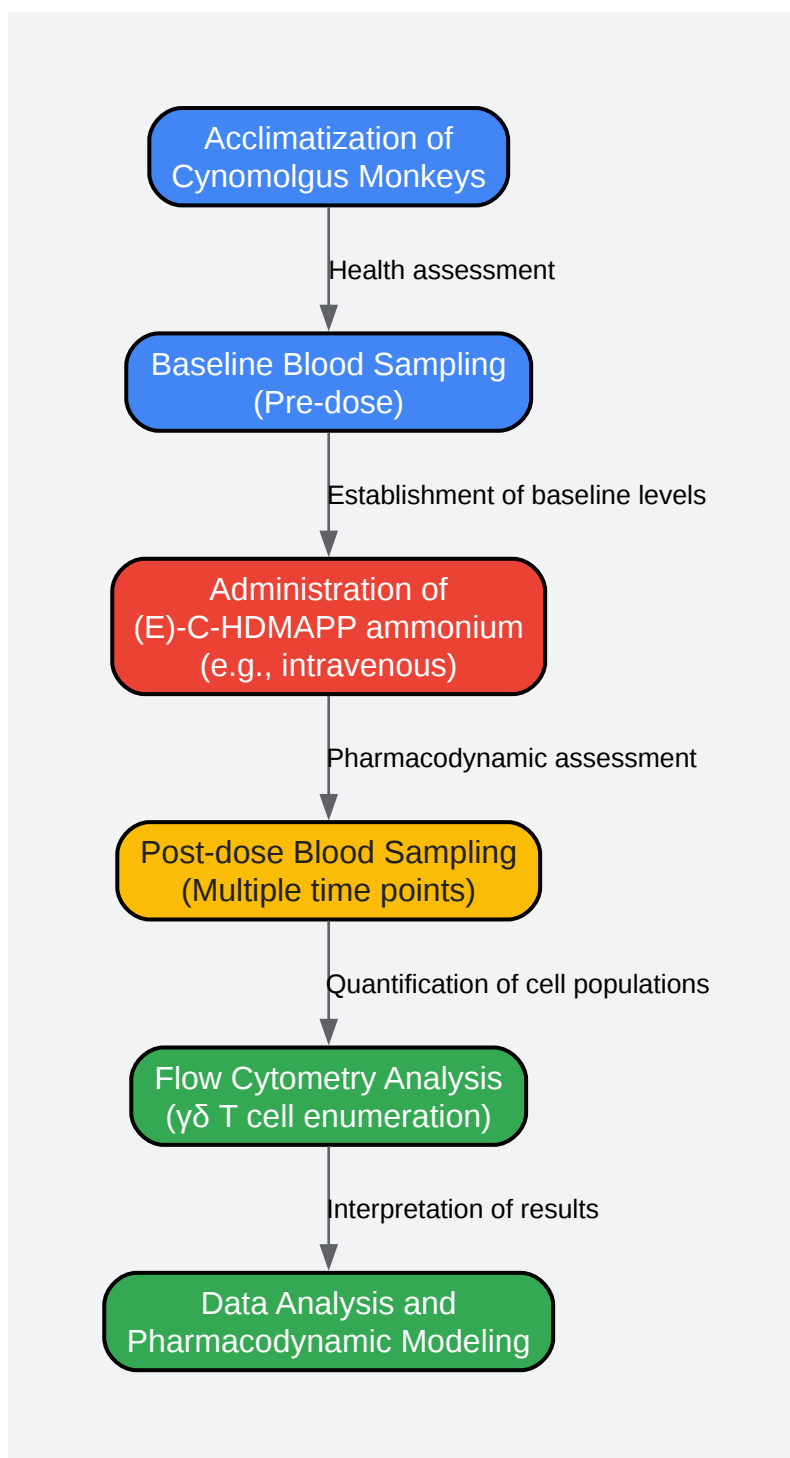 Acclimatization of
Cynomolgus Monkeys
Health assessment
Baseline Blood Sampling
(Pre-dose)
Establishment of baseline levels
Administration of
(E)-C-HDMAPP ammonium
(e.g., intravenous)
Pharmacodynamic assessment
Post-dose Blood Sampling
(Multiple time points)
Quantification of cell populations
Flow Cytometry Analysis
(γδ T cell enumeration)
Interpretation of results
Data Analysis and
Pharmacodynamic Modeling